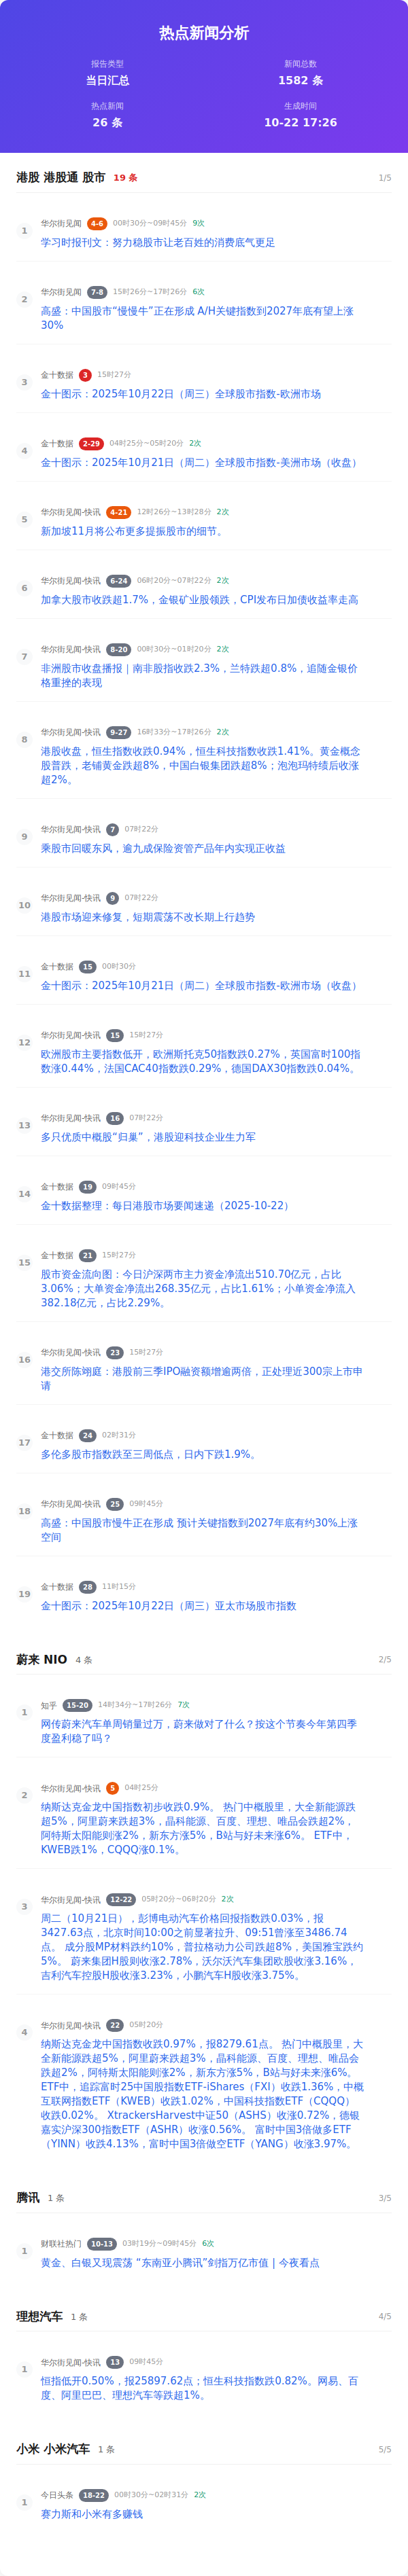 热点新闻分析
报告类型
当日汇总
新闻总数
1582 条
热点新闻
26 条
生成时间
10-22 17:26
港股 港股通 股市 19 条 1/5
1
华尔街见闻 4-6 00时30分~09时45分 9次
学习时报刊文：努力稳股市让老百姓的消费底气更足
2
华尔街见闻 7-8 15时26分~17时26分 6次
高盛：中国股市“慢慢牛”正在形成 A/H关键指数到2027年底有望上涨
30%
3
金十数据 3 15时27分
金十图示：2025年10月22日（周三）全球股市指数-欧洲市场
4
金十数据 2-29 04时25分~05时20分 2次
金十图示：2025年10月21日（周二）全球股市指数-美洲市场（收盘）
5
华尔街见闻-快讯 4-21 12时26分~13时28分 2次
新加坡11月将公布更多提振股市的细节。
6
华尔街见闻-快讯 6-24 06时20分~07时22分 2次
加拿大股市收跌超1.7%，金银矿业股领跌，CPI发布日加债收益率走高
7
华尔街见闻-快讯 8-20 00时30分~01时20分 2次
非洲股市收盘播报｜南非股指收跌2.3%，兰特跌超0.8%，追随金银价
格重挫的表现
8
华尔街见闻-快讯 9-27 16时33分~17时26分 2次
港股收盘，恒生指数收跌0.94%，恒生科技指数收跌1.41%。黄金概念
股普跌，老铺黄金跌超8%，中国白银集团跌超8%；泡泡玛特绩后收涨
超2%。
9
华尔街见闻-快讯 7 07时22分
乘股市回暖东风，逾九成保险资管产品年内实现正收益
10
华尔街见闻-快讯 9 07时22分
港股市场迎来修复，短期震荡不改长期上行趋势
11
金十数据 15 00时30分
金十图示：2025年10月21日（周二）全球股市指数-欧洲市场（收盘）
12
华尔街见闻-快讯 15 15时27分
欧洲股市主要指数低开，欧洲斯托克50指数跌0.27%，英国富时100指
数涨0.44%，法国CAC40指数跌0.29%，德国DAX30指数跌0.04%。
13
华尔街见闻-快讯 16 07时22分
多只优质中概股“归巢”，港股迎科技企业生力军
14
金十数据 19 09时45分
金十数据整理：每日港股市场要闻速递（2025-10-22）
15
金十数据 21 15时27分
股市资金流向图：今日沪深两市主力资金净流出510.70亿元，占比
3.06%；大单资金净流出268.35亿元，占比1.61%；小单资金净流入
382.18亿元，占比2.29%。
16
华尔街见闻-快讯 23 15时27分
港交所陈翊庭：港股前三季IPO融资额增逾两倍，正处理近300宗上市申
请
17
金十数据 24 02时31分
多伦多股市指数跌至三周低点，日内下跌1.9%。
18
华尔街见闻-快讯 25 09时45分
高盛：中国股市慢牛正在形成 预计关键指数到2027年底有约30%上涨
空间
19
金十数据 28 11时15分
金十图示：2025年10月22日（周三）亚太市场股市指数
蔚来 NIO 4 条 2/5
1
知乎 15-20 14时34分~17时26分 7次
网传蔚来汽车单周销量过万，蔚来做对了什么？按这个节奏今年第四季
度盈利稳了吗？
2
华尔街见闻-快讯 5 04时25分
纳斯达克金龙中国指数初步收跌0.9%。 热门中概股里，大全新能源跌
超5%，阿里蔚来跌超3%，晶科能源、百度、理想、唯品会跌超2%，
阿特斯太阳能则涨2%，新东方涨5%，B站与好未来涨6%。 ETF中，
KWEB跌1%，CQQQ涨0.1%。
3
华尔街见闻-快讯 12-22 05时20分~06时20分 2次
周二（10月21日），彭博电动汽车价格回报指数跌0.03%，报
3427.63点，北京时间10:00之前显著拉升、09:51曾涨至3486.74
点。 成分股MP材料跌约10%，普拉格动力公司跌超8%，美国雅宝跌约
5%。 蔚来集团H股则收涨2.78%，沃尔沃汽车集团欧股收涨3.16%，
吉利汽车控股H股收涨3.23%，小鹏汽车H股收涨3.75%。
4
华尔街见闻-快讯 22 05时20分
纳斯达克金龙中国指数收跌0.97%，报8279.61点。 热门中概股里，大
全新能源跌超5%，阿里蔚来跌超3%，晶科能源、百度、理想、唯品会
跌超2%，阿特斯太阳能则涨2%，新东方涨5%，B站与好未来涨6%。
ETF中，追踪富时25中国股指数ETF-iShares（FXI）收跌1.36%，中概
互联网指数ETF（KWEB）收跌1.02%，中国科技指数ETF（CQQQ）
收跌0.02%。 XtrackersHarvest中证50（ASHS）收涨0.72%，德银
嘉实沪深300指数ETF（ASHR）收涨0.56%。 富时中国3倍做多ETF
（YINN）收跌4.13%，富时中国3倍做空ETF（YANG）收涨3.97%。
腾讯 1 条 3/5
1
财联社热门 10-13 03时19分~09时45分 6次
黄金、白银又现震荡 “东南亚小腾讯”剑指万亿市值 | 今夜看点
理想汽车 1 条 4/5
1
华尔街见闻-快讯 13 09时45分
恒指低开0.50%，报25897.62点；恒生科技指数跌0.82%。网易、百
度、阿里巴巴、理想汽车等跌超1%。
小米 小米汽车 1 条 5/5
1
今日头条 18-22 00时30分~02时31分 2次
赛力斯和小米有多赚钱